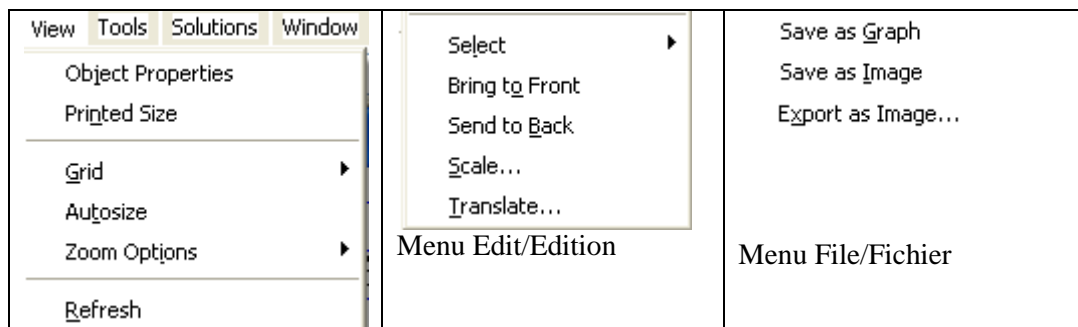 View Tools Solutions Window
Object Properties
Printed Size
Grid
Autosize
Zoom Options
Refresh
Select
Bring to Front
Send to Back
Scale...
Translate...
Menu Edit/Edition
Save as Graph
Save as Image
Export as Image...
Menu File/Fichier